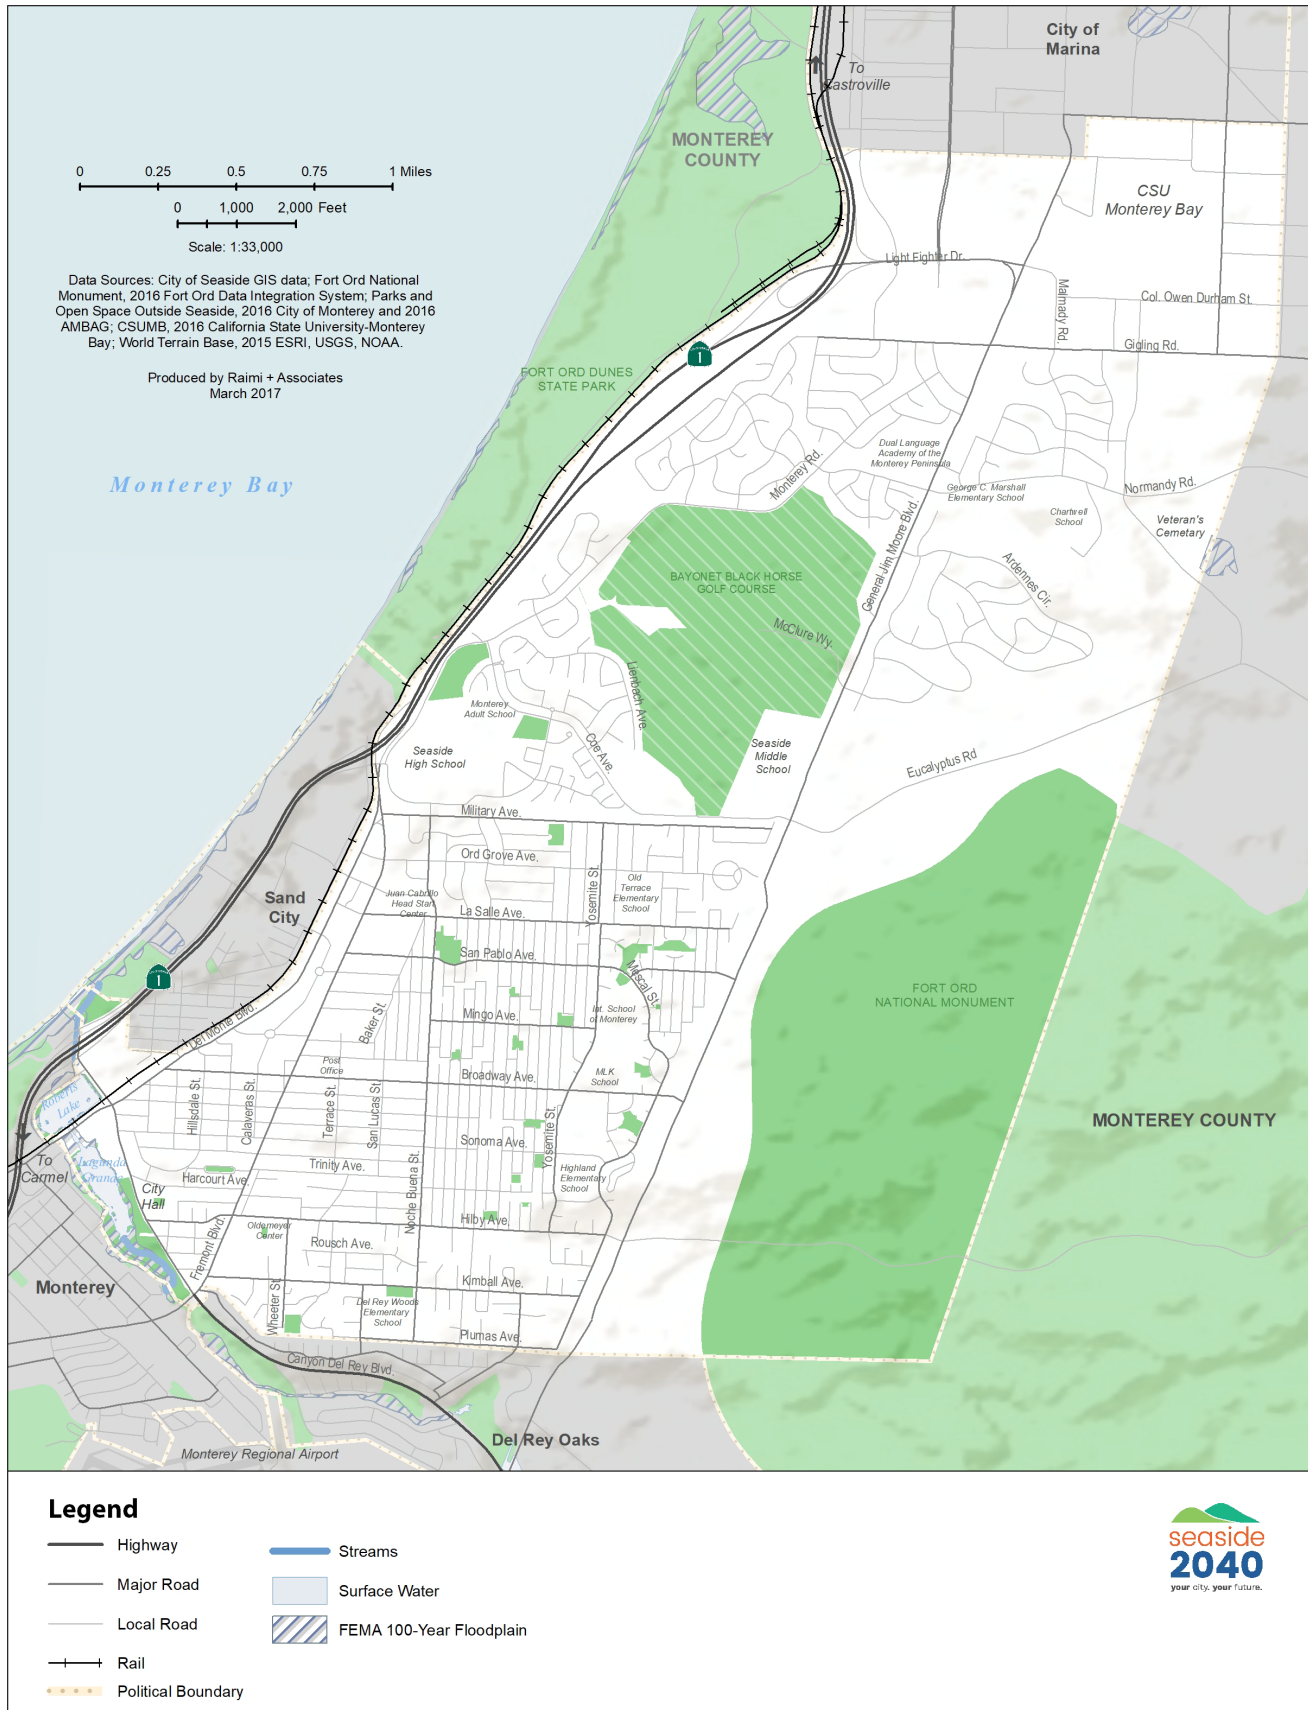 City of
Marina
To
Castroville
MONTEREY
COUNTY
0 0.25 0.5 0.75 1 Miles
0 1,000 2,000 Feet
Scale: 1:33,000
Data Sources: City of Seaside GIS data; Fort Ord National
Monument, 2016 Fort Ord Data Integration System; Parks and
Open Space Outside Seaside, 2016 City of Monterey and 2016
AMBAG; CSUMB, 2016 California State University-Monterey
Bay; World Terrain Base, 2015 ESRI, USGS, NOAA.
Produced by Raimi + Associates
March 2017
CSU
Monterey Bay
Light Fighter Dr.
Malmady Rd.
Col. Owen Durham St.
Gigling Rd.
1
FORT ORD DUNES
STATE PARK
Monterey Bay
Monterey Rd.
Dual Language
Academy of the
Monterey Peninsula
George C. Marshall
Elementary School
Normandy Rd.
Chartwell
School
Veteran's
Cemetery
General Jim Moore Blvd.
Ardennes Cir.
BAYONET BLACK HORSE
GOLF COURSE
McClure Wy.
Lienbach Ave.
Monterey
Adult School
Coe Ave.
Seaside
High School
Seaside
Middle
School
Eucalyptus Rd
Military Ave.
Ord Grove Ave.
Yosemite St.
Old
Terrace
Elementary
School
Juan Cabrillo
Head Start
Center
Sand
City
La Salle Ave.
San Pablo Ave.
Mescal St.
1
FORT ORD
NATIONAL MONUMENT
Del Monte Blvd.
Baker St.
Mingo Ave.
Int. School
of Monterey
Post
Office
Broadway Ave.
MLK
School
Roberts
Lake
Hillsdale St.
Calaveras St.
Terrace St.
San Lucas St.
Yosemite St.
MONTEREY COUNTY
Sonoma Ave.
To
Carmel
Laguna
Grande
Trinity Ave.
Harcourt Ave.
Noche Buena St.
Highland
Elementary
School
City
Hall
Hilby Ave.
Oldemeyer
Center
Fremont Blvd.
Rousch Ave.
Monterey
Wheeler St.
Kimball Ave.
Del Rey Woods
Elementary
School
Plumas Ave.
Canyon Del Rey Blvd.
Del Rey Oaks
Monterey Regional Airport
Legend
Highway
Major Road
Local Road
Rail
Political Boundary
Streams
Surface Water
FEMA 100-Year Floodplain
seaside
2040
your city. your future.